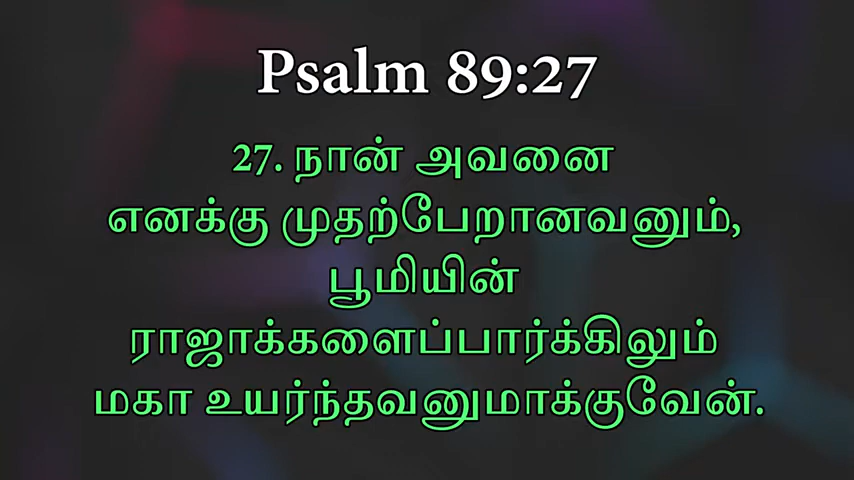 Psalm 89:27
27. நான் அவனை
எனக்கு முதற்பேறானவனும்,
பூமியின்
ராஜாக்களைப்பார்க்கிலும்
மகா உயர்ந்தவனுமாக்குவேன்.